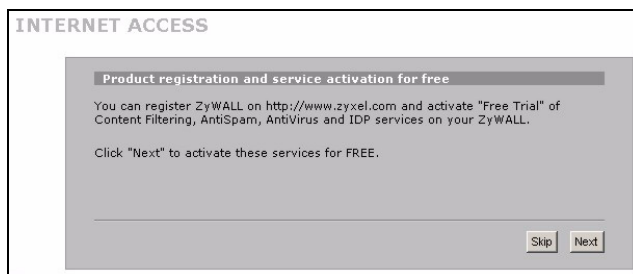 INTERNET ACCESS
Product registration and service activation for free
You can register ZyWALL on http://www.zyxel.com and activate "Free Trial" of
Content Filtering, AntiSpam, AntiVirus and IDP services on your ZyWALL.
Click "Next" to activate these services for FREE.
Skip Next